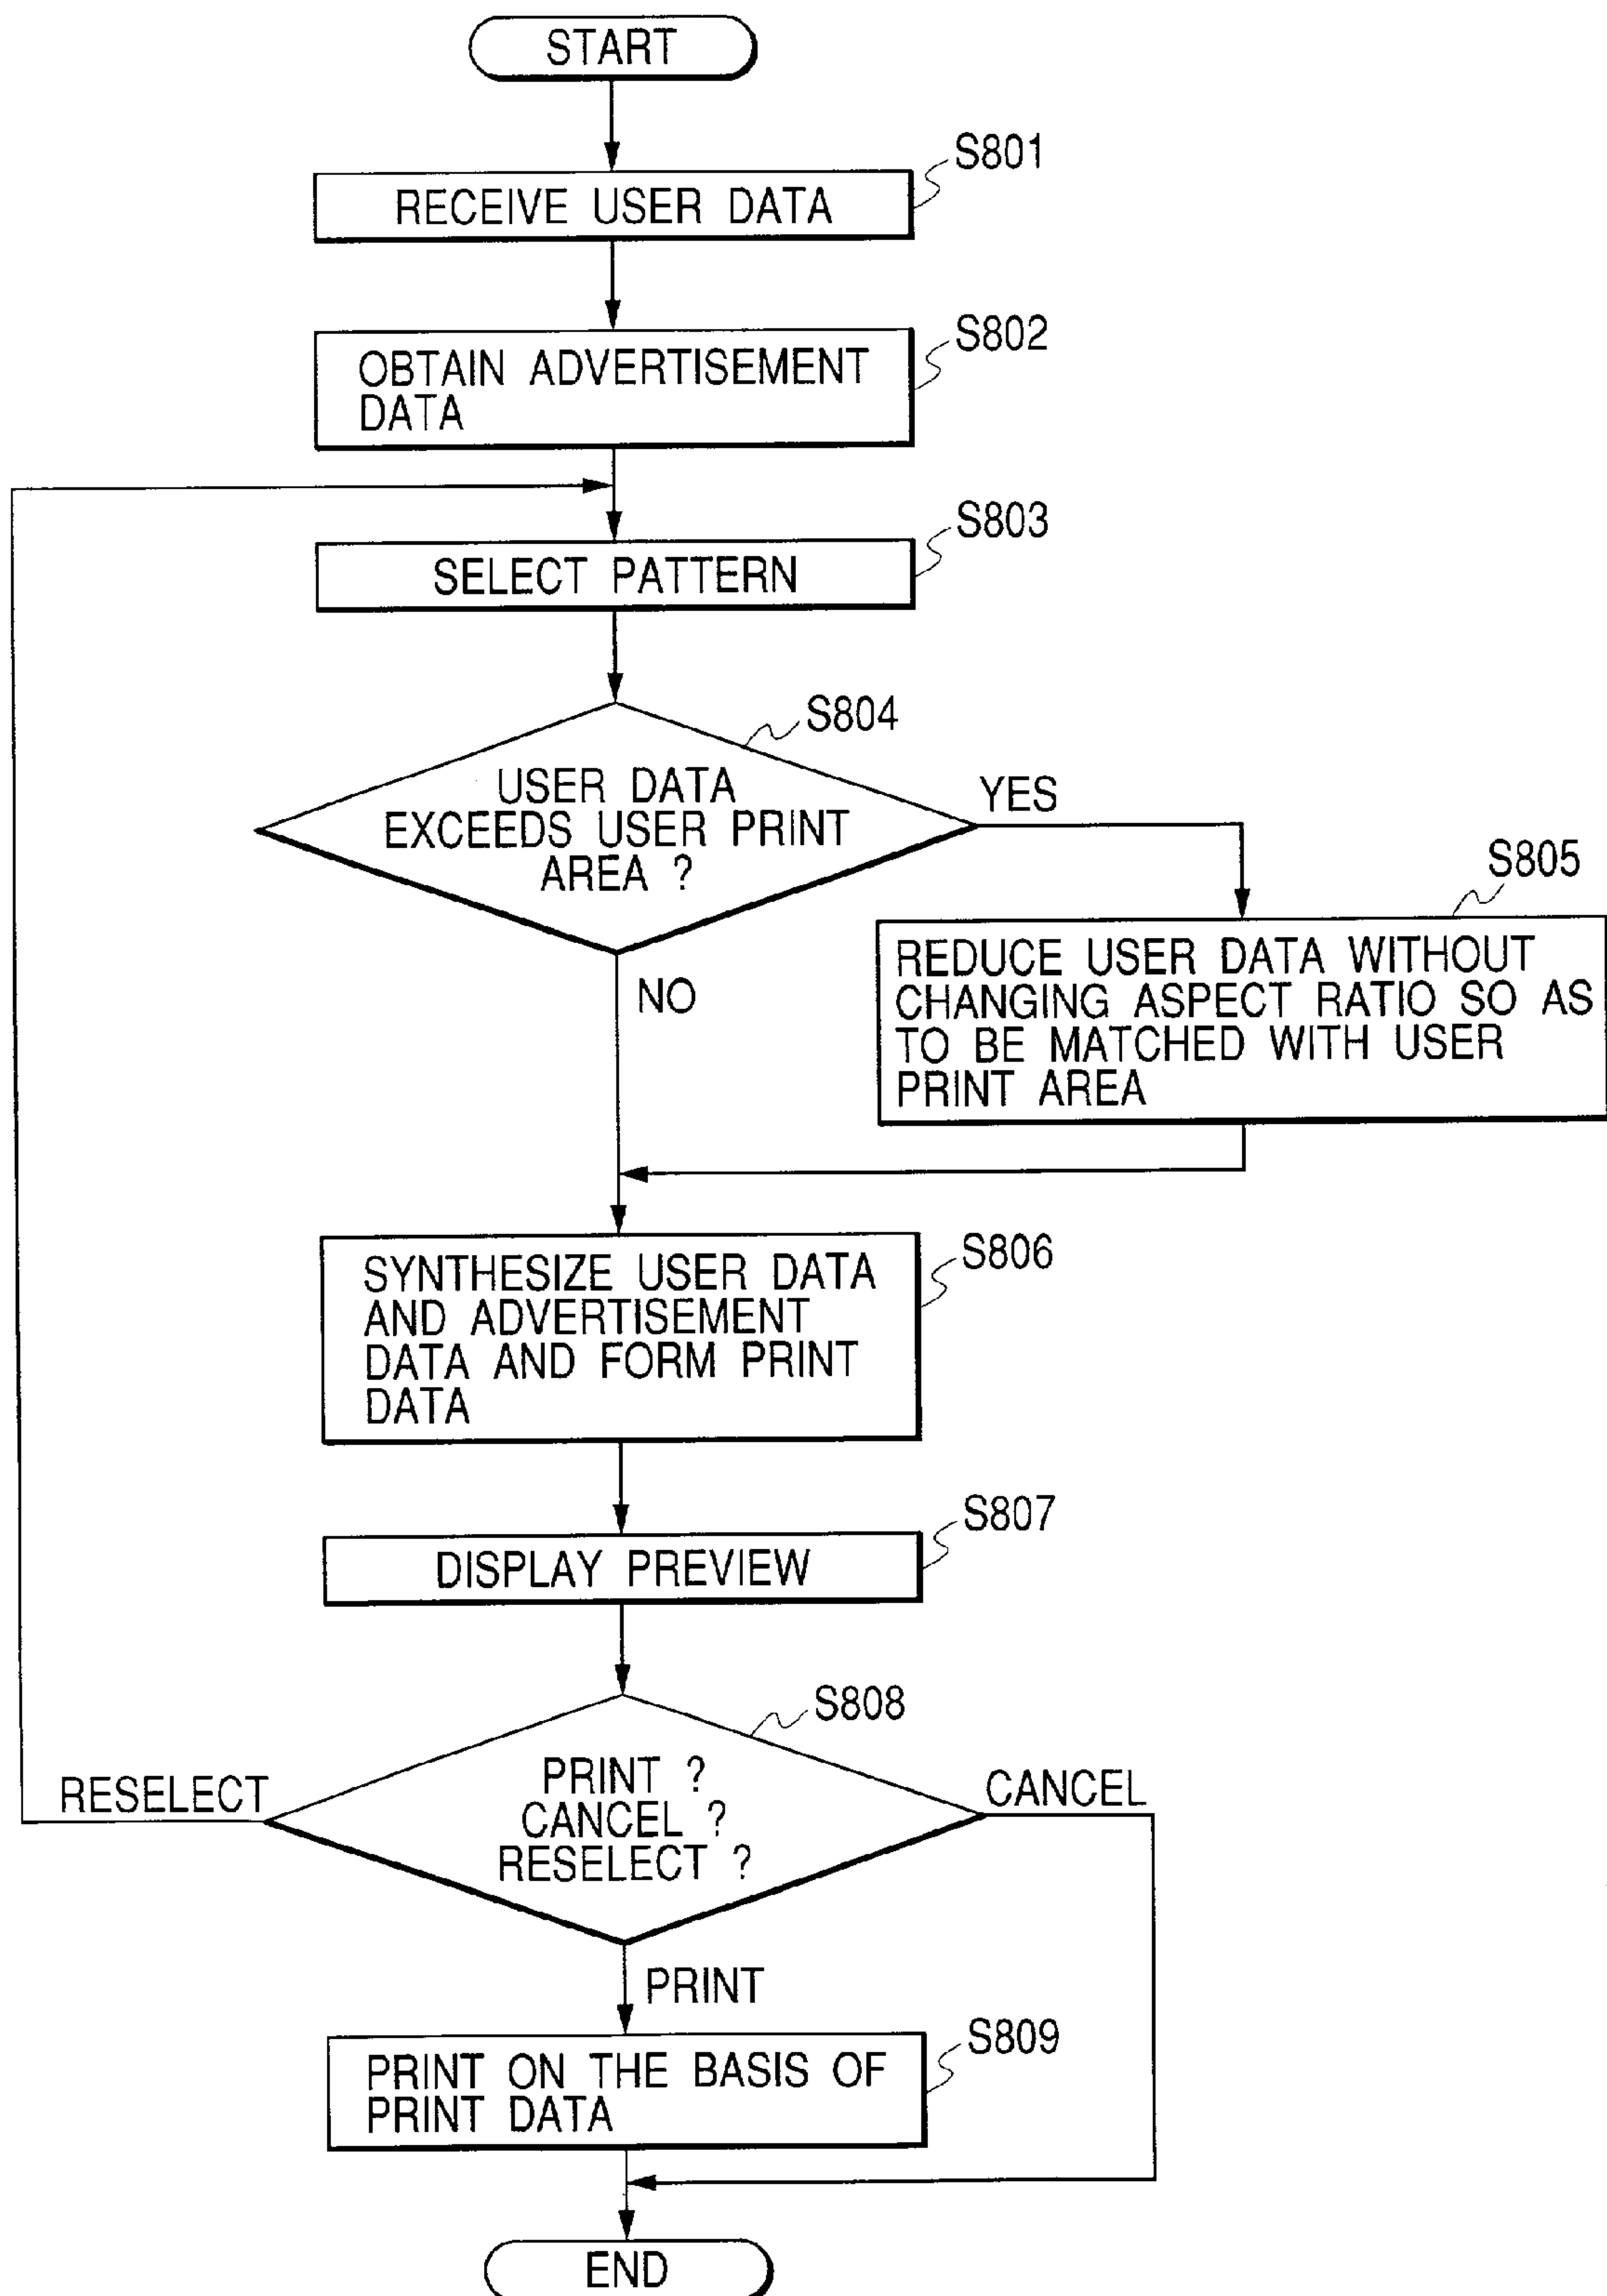 START
S801
RECEIVE USER DATA
S802
OBTAIN ADVERTISEMENT
DATA
S803
SELECT PATTERN
S804
USER DATA
EXCEEDS USER PRINT
AREA ?
YES
S805
REDUCE USER DATA WITHOUT
CHANGING ASPECT RATIO SO AS
TO BE MATCHED WITH USER
PRINT AREA
NO
S806
SYNTHESIZE USER DATA
AND ADVERTISEMENT
DATA AND FORM PRINT
DATA
S807
DISPLAY PREVIEW
S808
PRINT ?
CANCEL ?
RESELECT ?
RESELECT
CANCEL
PRINT
S809
PRINT ON THE BASIS OF
PRINT DATA
END